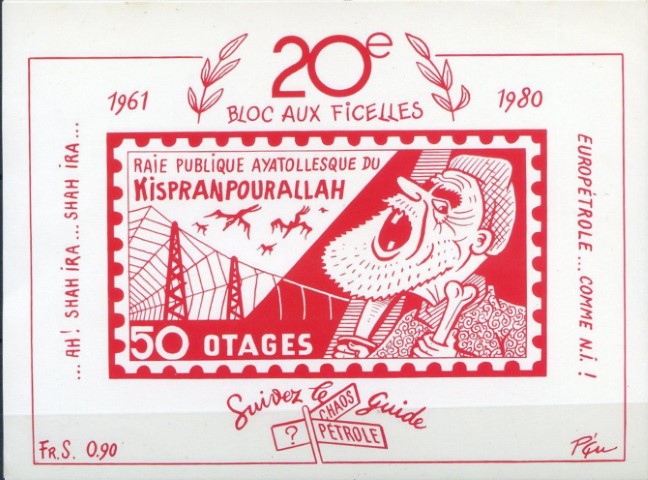 20e
1961
BLOC AUX FICELLES
1980
RAIE PUBLIQUE AYATOLLESQUE DU
KISPRANPOURALLAH
50 OTAGES
... AH! SHAH IRA ... SHAH IRA ...
EUROPÉTROLE ... COMME N.I. !
Suivez le Guide
CHAOS
? PÉTROLE
FR.S. 0.90